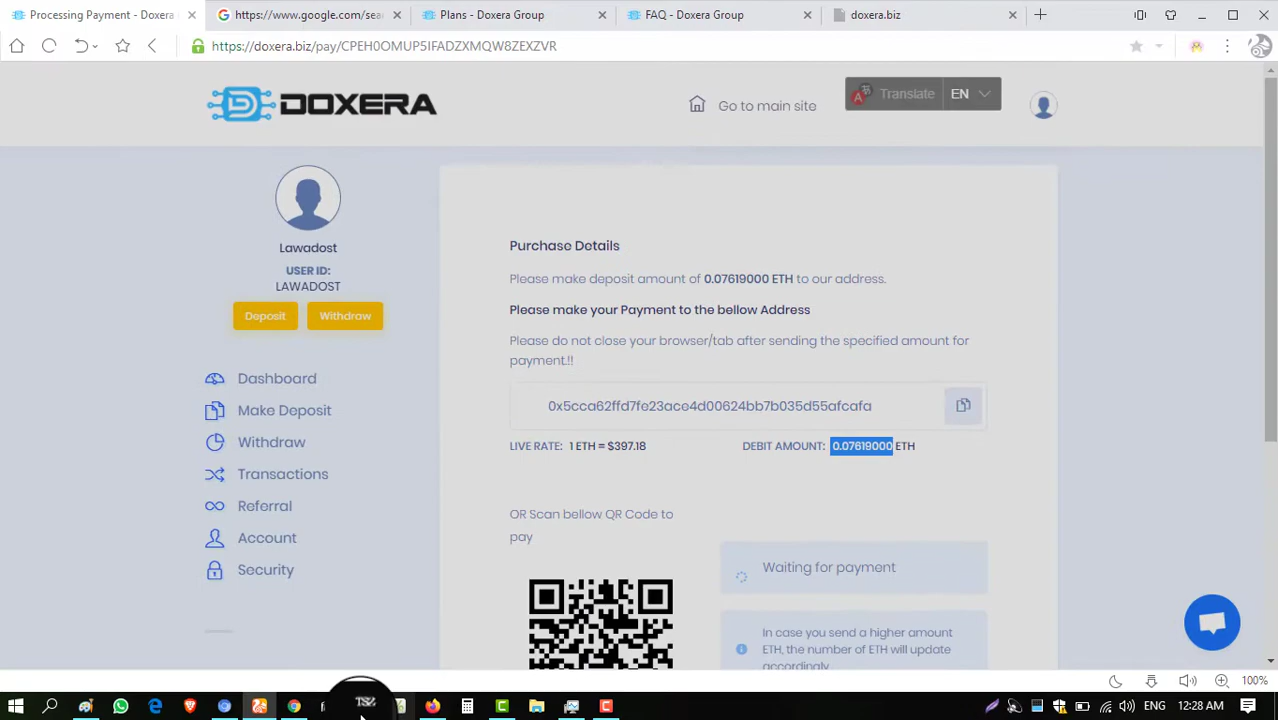 Processing Payment - Doxera
https://www.google.com/sea
Plans - Doxera Group
FAQ - Doxera Group
doxera.biz
https://doxera.biz/pay/CPEH0OMUP5IFADZXMQW8ZEXZVR
DOXERA
Go to main site
Translate
EN
Lawadost
USER ID:
LAWADOST
Deposit
Withdraw
Dashboard
Make Deposit
Withdraw
Transactions
Referral
Account
Security
Purchase Details
Please make deposit amount of 0.07619000 ETH to our address.
Please make your Payment to the bellow Address
Please do not close your browser/tab after sending the specified amount for
payment.!!
0x5cca62ffd7fe23ace4d00624bb7b035d55afcafa
LIVE RATE: 1 ETH = $397.18
DEBIT AMOUNT: 0.07619000 ETH
OR Scan bellow QR Code to
pay
Waiting for payment
In case you send a higher amount
ETH, the number of ETH will update
accordingly.
100%
ENG
12:28 AM